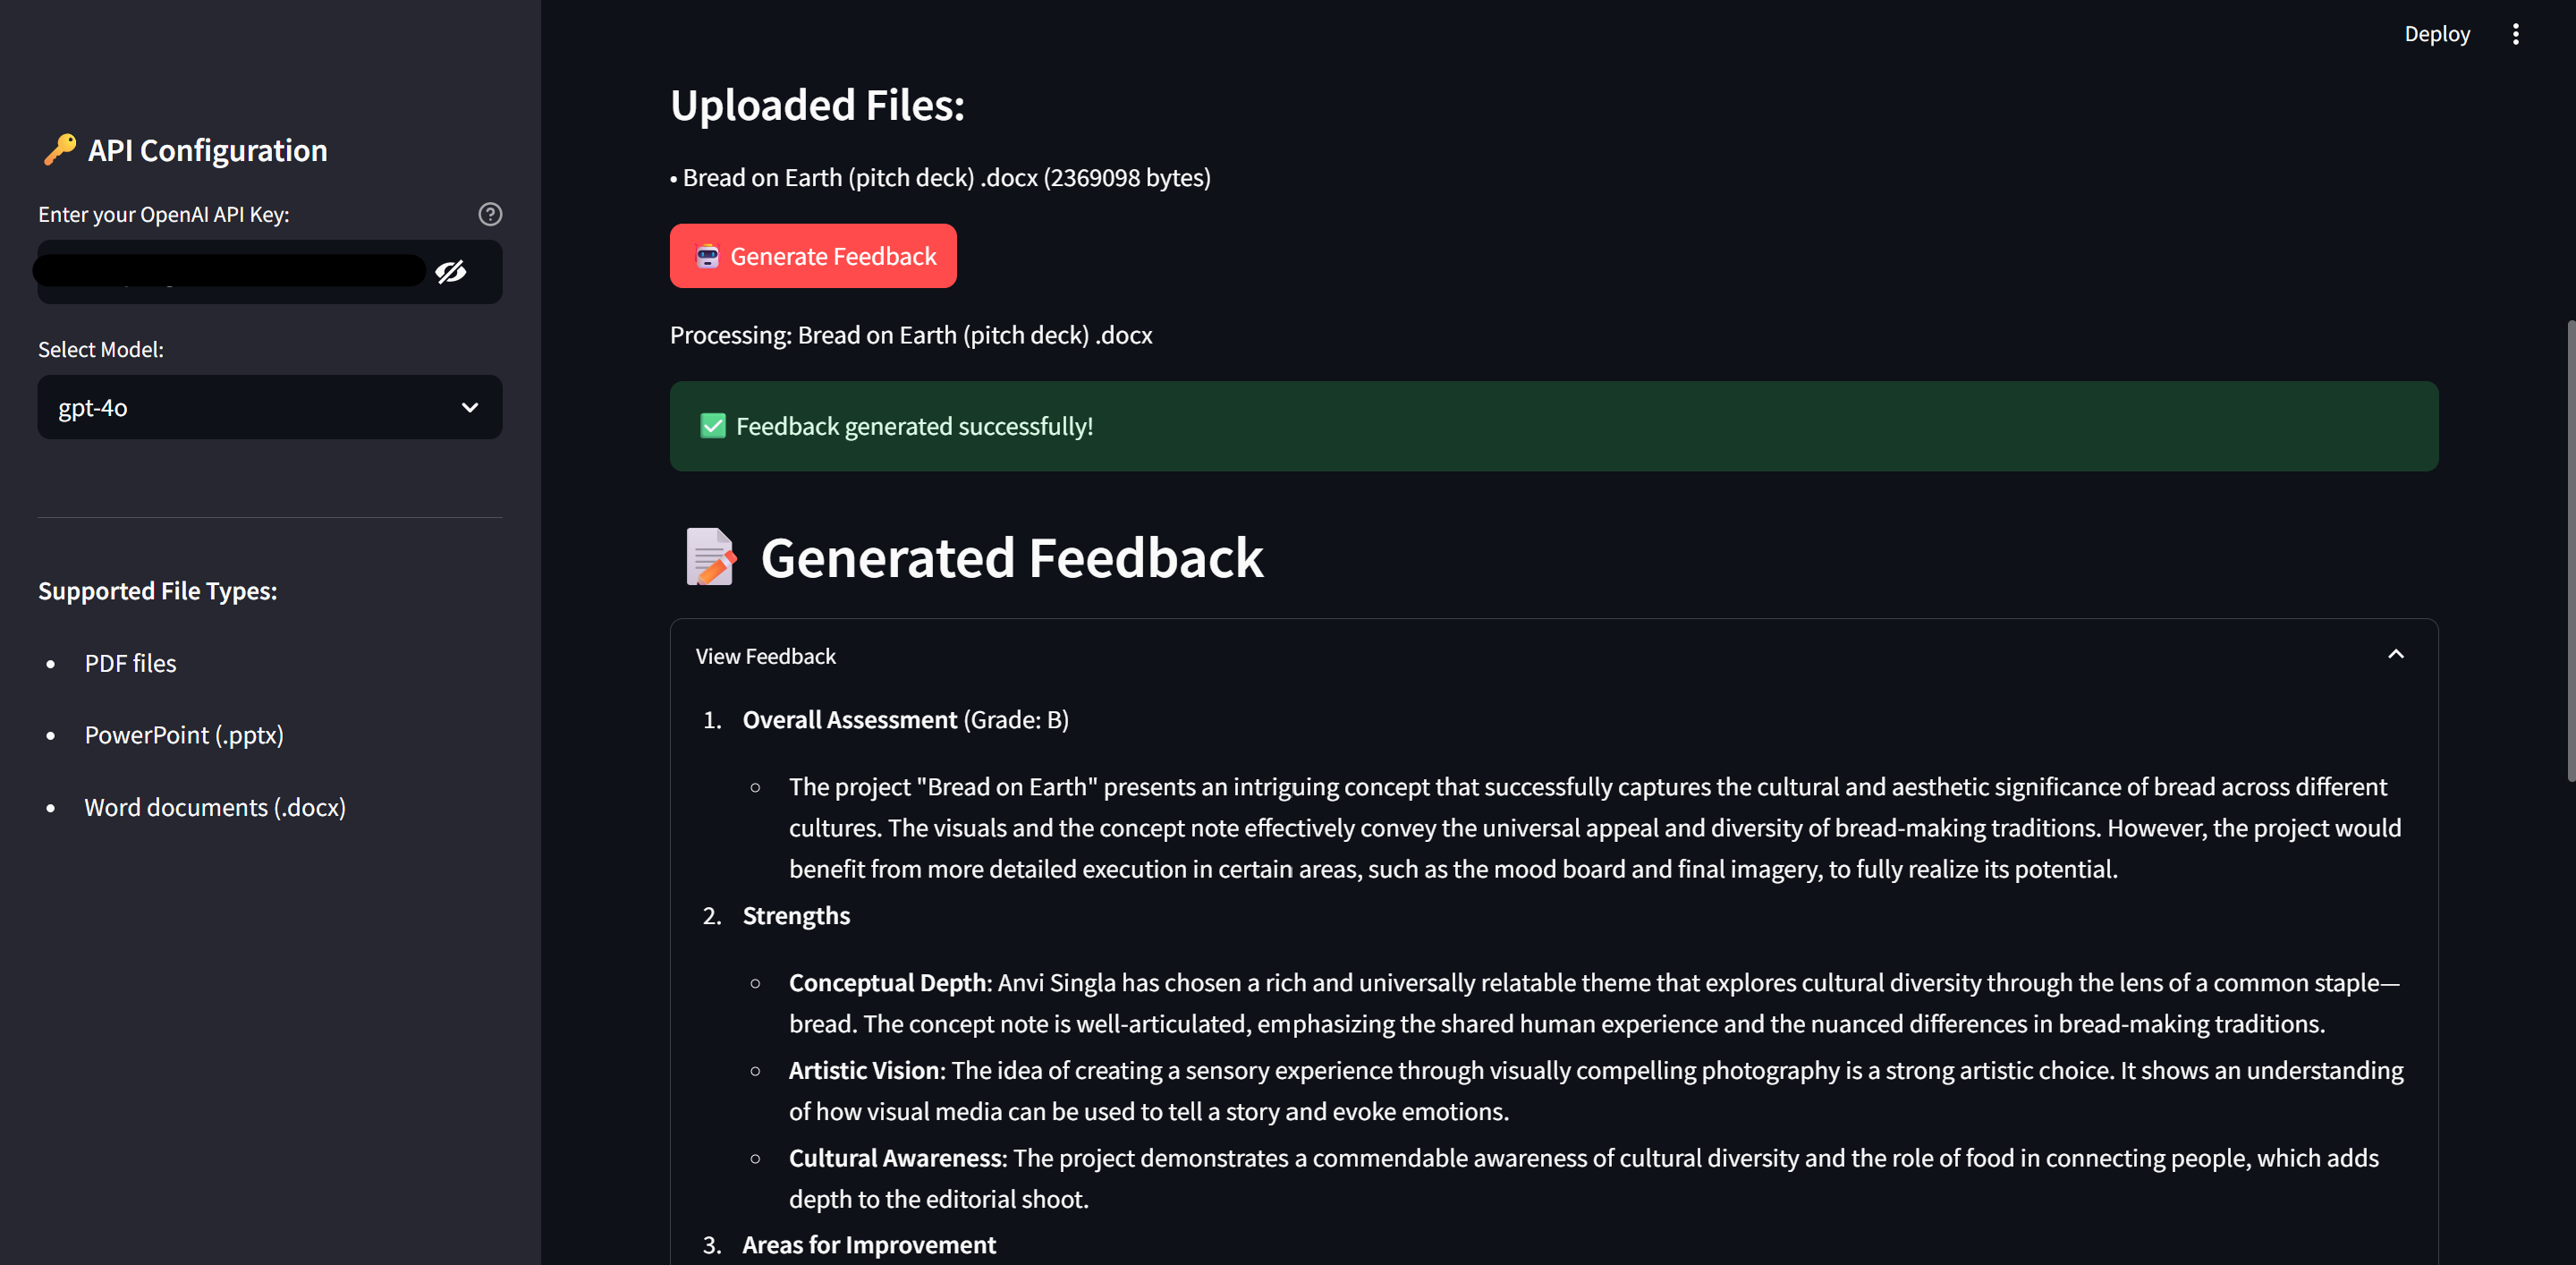 Deploy
🔑 API Configuration
Enter your OpenAI API Key:
Select Model:
gpt-4o
Supported File Types:
• PDF files
• PowerPoint (.pptx)
• Word documents (.docx)
Uploaded Files:
• Bread on Earth (pitch deck) .docx (2369098 bytes)
🤖 Generate Feedback
Processing: Bread on Earth (pitch deck) .docx
✅ Feedback generated successfully!
📝 Generated Feedback
View Feedback
1. Overall Assessment (Grade: B)
○ The project "Bread on Earth" presents an intriguing concept that successfully captures the cultural and aesthetic significance of bread across different
cultures. The visuals and the concept note effectively convey the universal appeal and diversity of bread-making traditions. However, the project would
benefit from more detailed execution in certain areas, such as the mood board and final imagery, to fully realize its potential.
2. Strengths
○ Conceptual Depth: Anvi Singla has chosen a rich and universally relatable theme that explores cultural diversity through the lens of a common staple—
bread. The concept note is well-articulated, emphasizing the shared human experience and the nuanced differences in bread-making traditions.
○ Artistic Vision: The idea of creating a sensory experience through visually compelling photography is a strong artistic choice. It shows an understanding
of how visual media can be used to tell a story and evoke emotions.
○ Cultural Awareness: The project demonstrates a commendable awareness of cultural diversity and the role of food in connecting people, which adds
depth to the editorial shoot.
3. Areas for Improvement